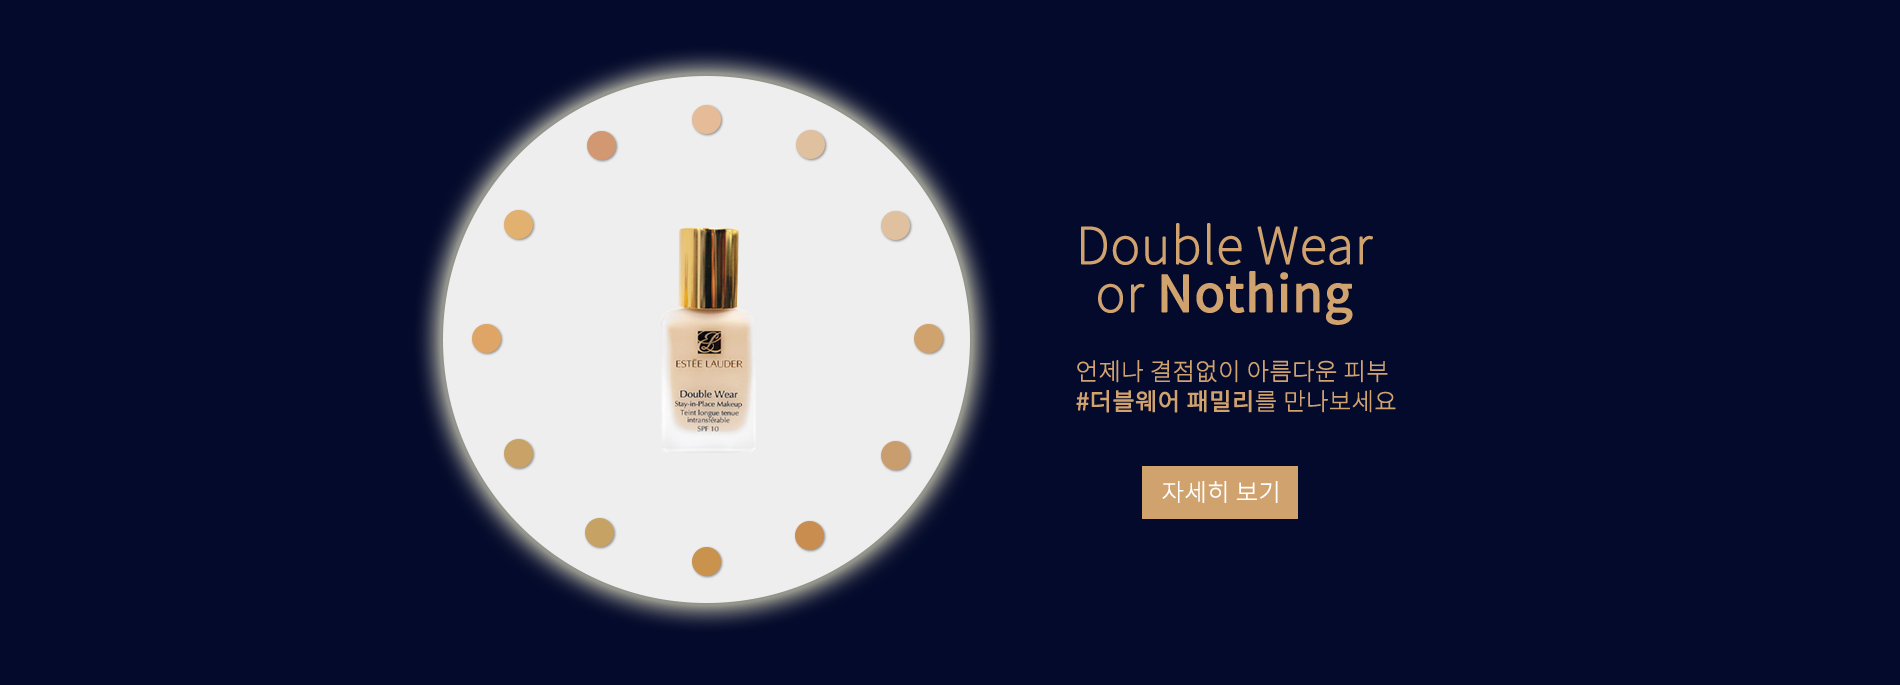 ESTĒE LAUDER
Double Wear
Stay-in-Place Makeup
Teint longue tenue
intransférable
SPF 10
Double Wear
or Nothing
언제나 결점없이 아름다운 피부
#더블웨어 패밀리를 만나보세요
자세히 보기